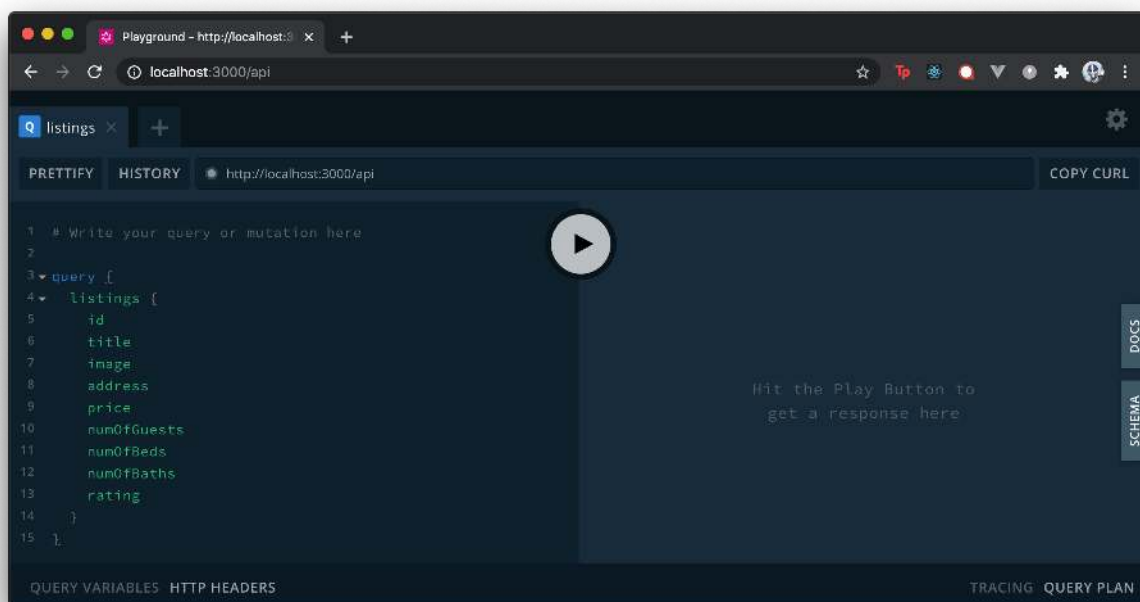 Playground - http://localhost:3
localhost:3000/api
Tp
Q listings
PRETTIFY HISTORY http://localhost:3000/api COPY CURL
1 # Write your query or mutation here
2
3 query {
4 listings {
5 id
6 title
7 image
8 address
9 price
10 numOfGuests
11 numOfBeds
12 numOfBaths
13 rating
14 }
15 }
Hit the Play Button to
get a response here
DOCS
SCHEMA
QUERY VARIABLES HTTP HEADERS TRACING QUERY PLAN